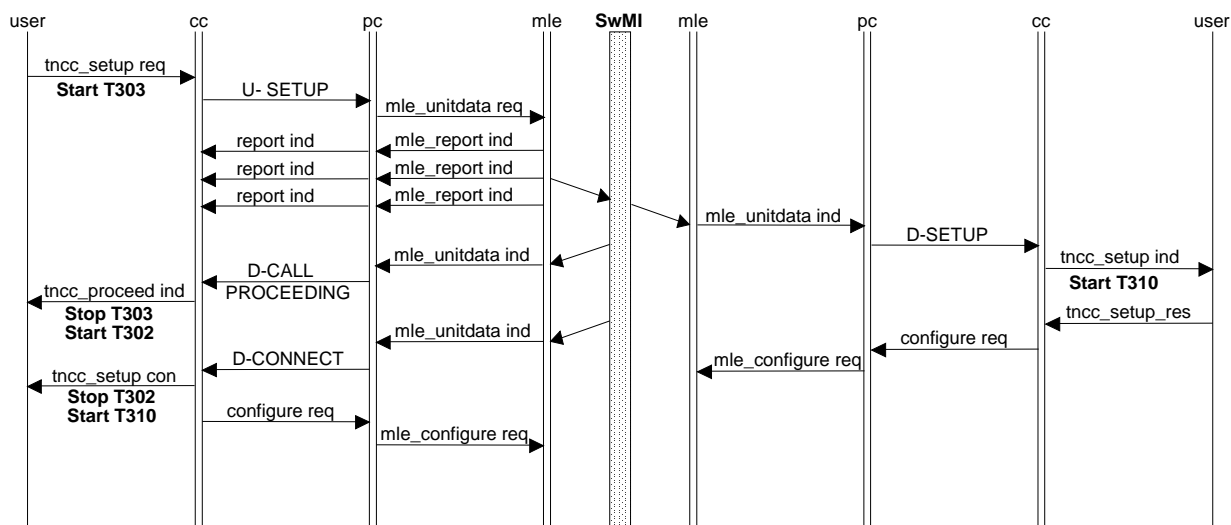 user cc pc mle SwMI mle pc cc user
tncc_setup req
Start T303
U- SETUP
mle_unitdata req
report ind mle_report ind
report ind mle_report ind
report ind mle_report ind
mle_unitdata ind
D-SETUP
mle_unitdata ind
tncc_setup ind
Start T310
D-CALL
PROCEEDING
tncc_proceed ind
Stop T303
Start T302
tncc_setup_res
mle_unitdata ind
configure req
D-CONNECT
mle_configure req
tncc_setup con
Stop T302
Start T310
configure req
mle_configure req